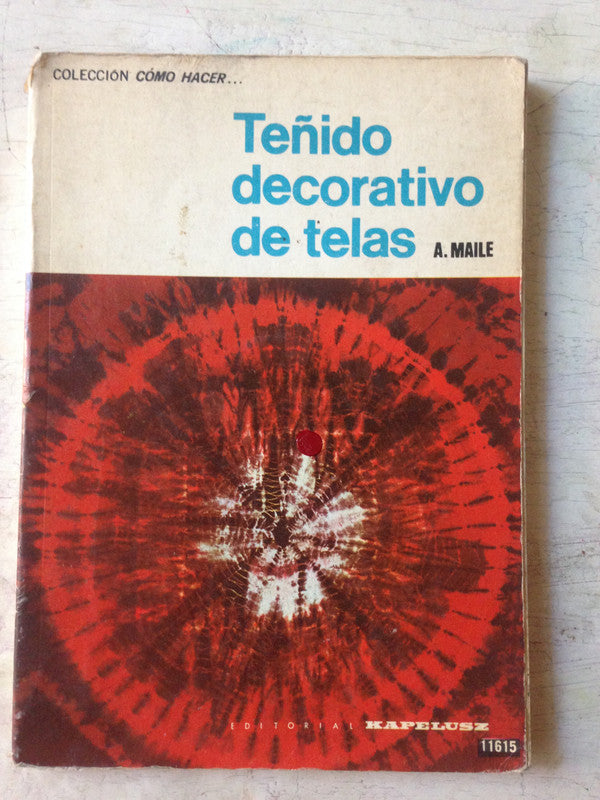 COLECCIÓN CÓMO HACER...
Teñido
decorativo
de telas A. MAILE
EDITORIAL KAPELUSZ
11615